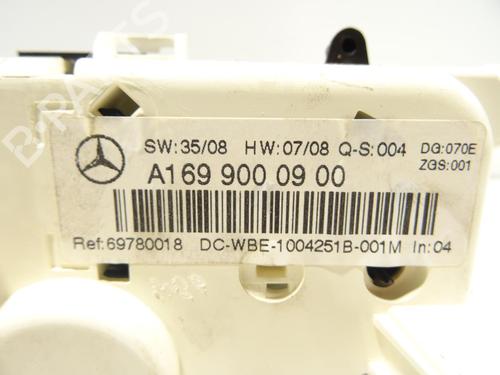 SW:35/08 HW:07/08 Q-S:004 DG:070E
ZGS:001
A169 900 09 00
Ref:69780018 DC-WBE-1004251B-001M In:04